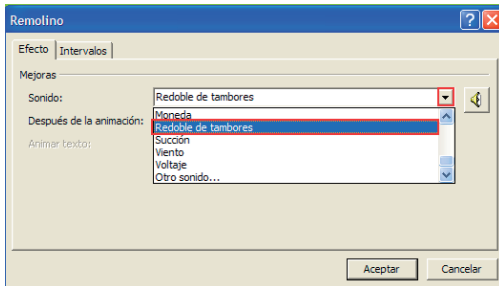 Remolino
Efecto Intervalos
Mejoras
Sonido: Redoble de tambores
Después de la animación: Moneda
Redoble de tambores
Animar texto: Succión
Viento
Voltaje
Otro sonido...
Aceptar Cancelar